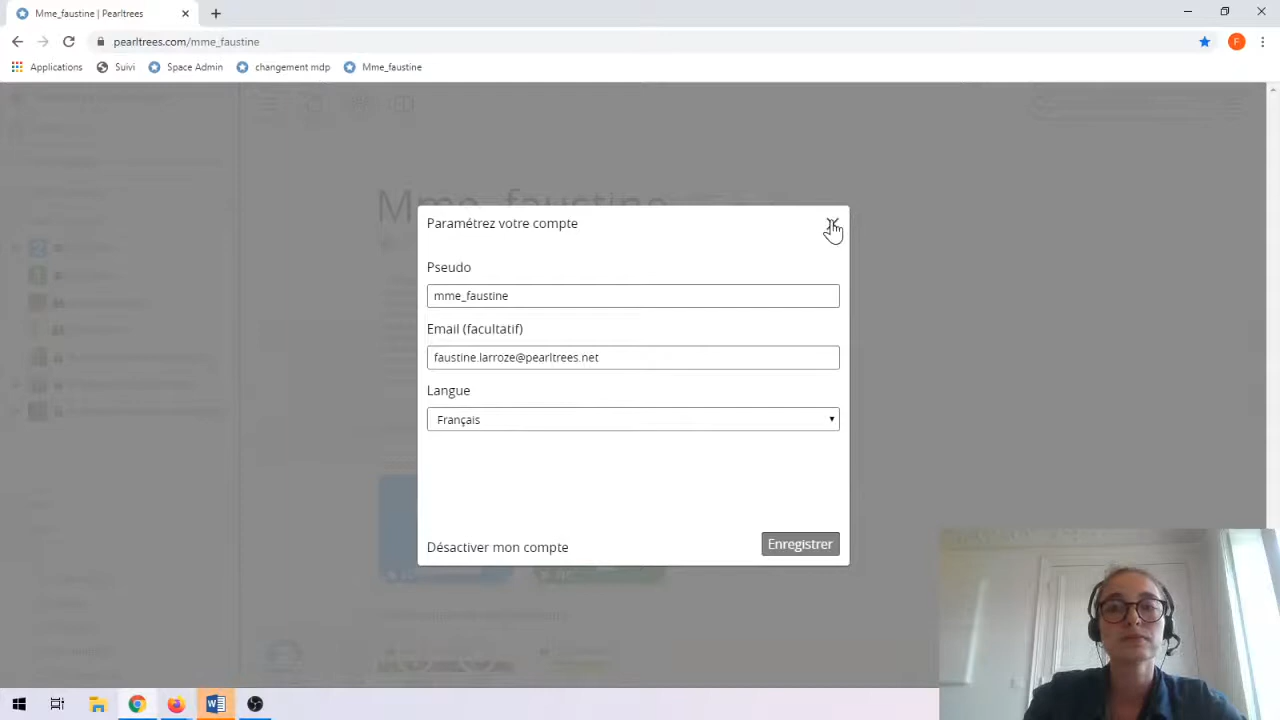 Mme_faustine | Pearltrees
pearltrees.com/mme_faustine
Applications
Suivi
Space Admin
changement mdp
Mme_faustine
Mme_faustine
Paramétrez votre compte
Pseudo
mme_faustine
Email (facultatif)
faustine.larroze@pearltrees.net
Langue
Français
Désactiver mon compte
Enregistrer